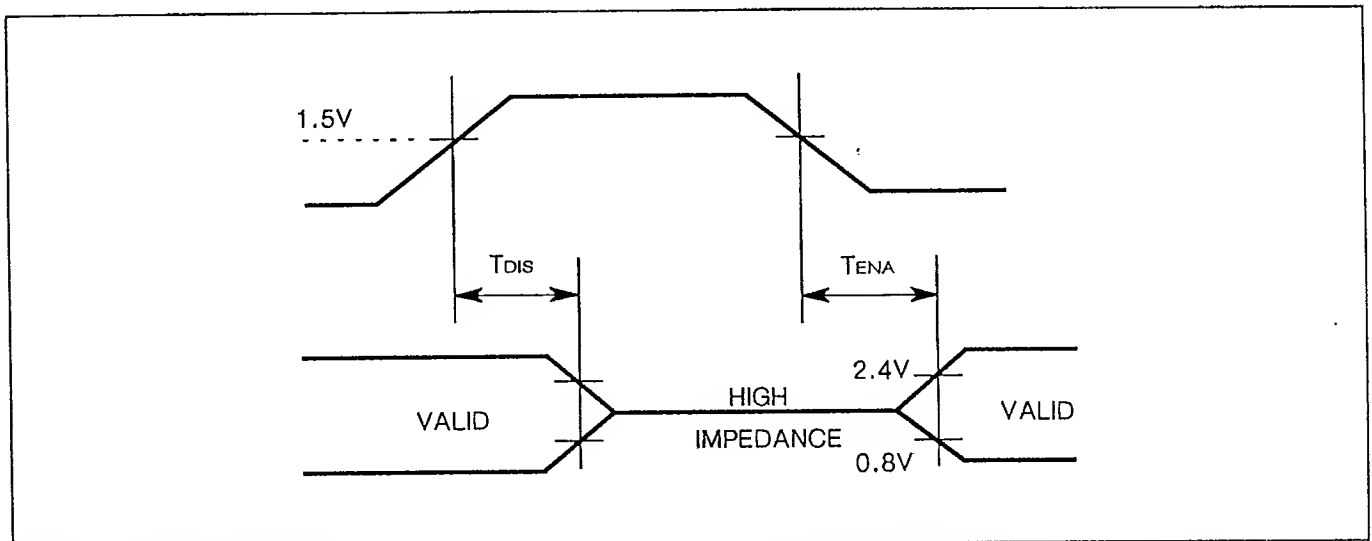 1.5V
TDIS
TENA
VALID
HIGH
IMPEDANCE
2.4V
0.8V
VALID